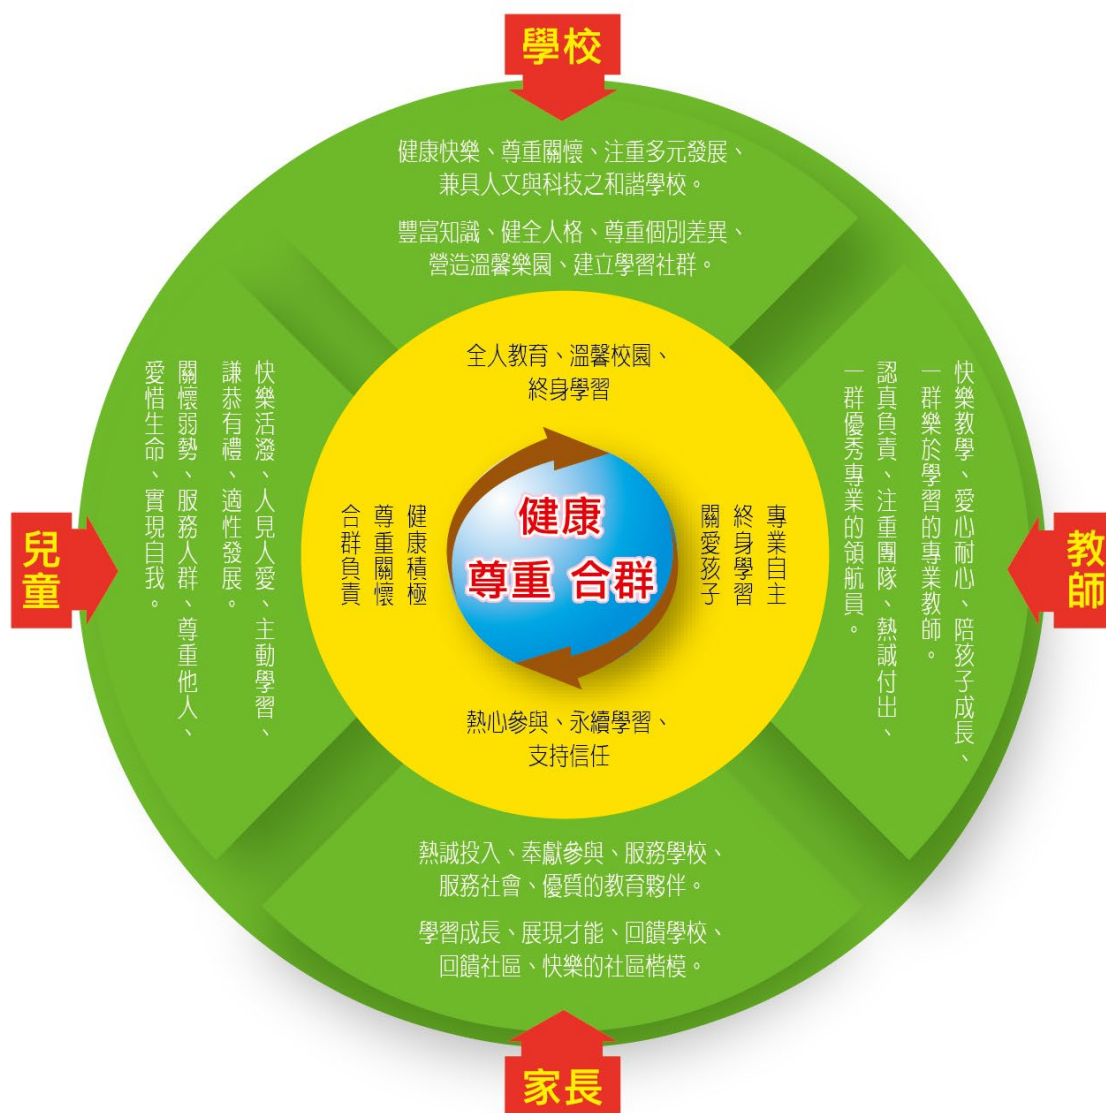 學校
健康快樂、尊重關懷、注重多元發展、
兼具人文與科技之和諧學校。
豐富知識、健全人格、尊重個別差異、
營造溫馨樂園、建立學習社群。
全人教育、溫馨校園、
終身學習
教師
快樂教學、愛心耐心、陪孩子成長、
一群樂於學習的專業教師。
認真負責、注重團隊、熱誠付出、
一群優秀專業的領航員。
專業自主
終身學習
關愛孩子
健康
尊重 合群
健康積極
尊重關懷
合群負責
兒童
快樂活潑、人見人愛、主動學習、
謙恭有禮、適性發展。
關懷弱勢、服務人群、尊重他人、
愛惜生命、實現自我。
熱心參與、永續學習、
支持信任
熱誠投入、奉獻參與、服務學校、
服務社會、優質的教育夥伴。
學習成長、展現才能、回饋學校、
回饋社區、快樂的社區楷模。
家長